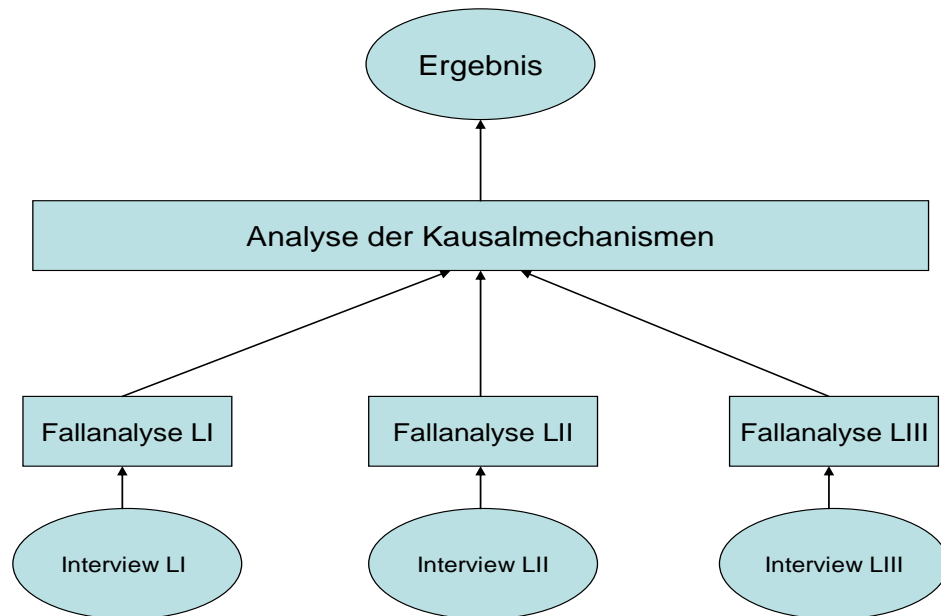 Ergebnis
Analyse der Kausalmechanismen
Fallanalyse LI
Fallanalyse LII
Fallanalyse LIII
Interview LI
Interview LII
Interview LIII